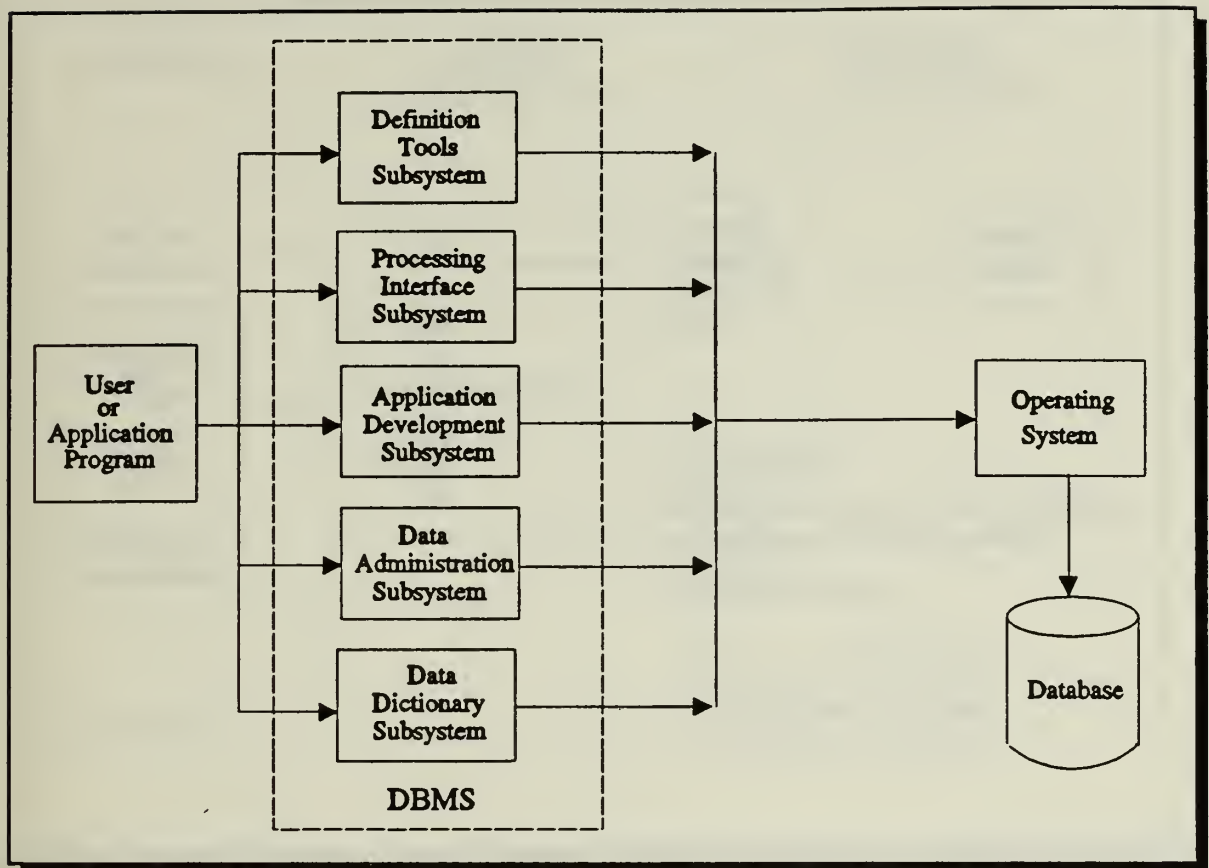 Definition
Tools
Subsystem
Processing
Interface
Subsystem
User
or
Application
Program
Application
Development
Subsystem
Operating
System
Data
Administration
Subsystem
Database
Data
Dictionary
Subsystem
DBMS